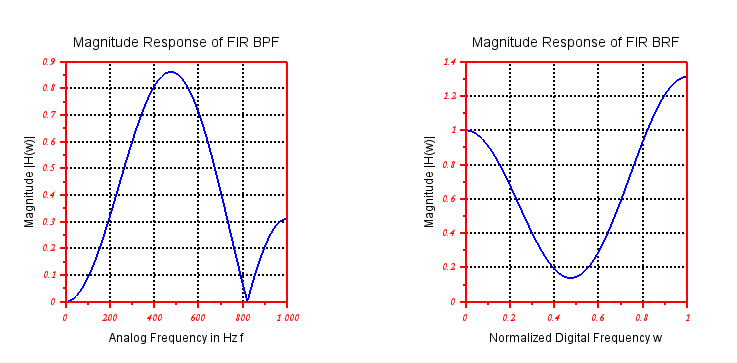 Magnitude Response of FIR BPF
Magnitude |H(w)|
0.9
0.8
0.7
0.6
0.5
0.4
0.3
0.2
0.1
0
0 200 400 600 800 1 000
Analog Frequency in Hz f
Magnitude Response of FIR BRF
Magnitude |H(w)|
1.4
1.2
1
0.8
0.6
0.4
0.2
0
0 0.2 0.4 0.6 0.8 1
Normalized Digital Frequency w